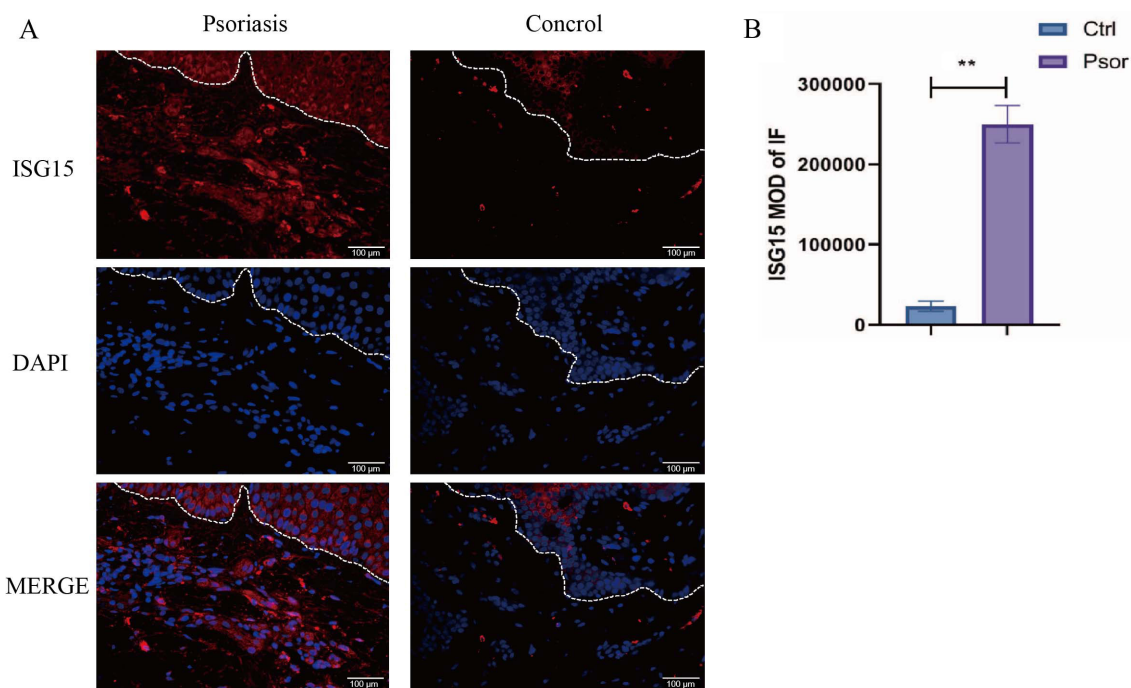 A
Psoriasis
Concrol
ISG15
100 μm
100 μm
DAPI
100 μm
100 μm
MERGE
100 μm
100 μm
B
Ctrl
Psor
**
ISG15 MOD of IF
300000
200000
100000
0